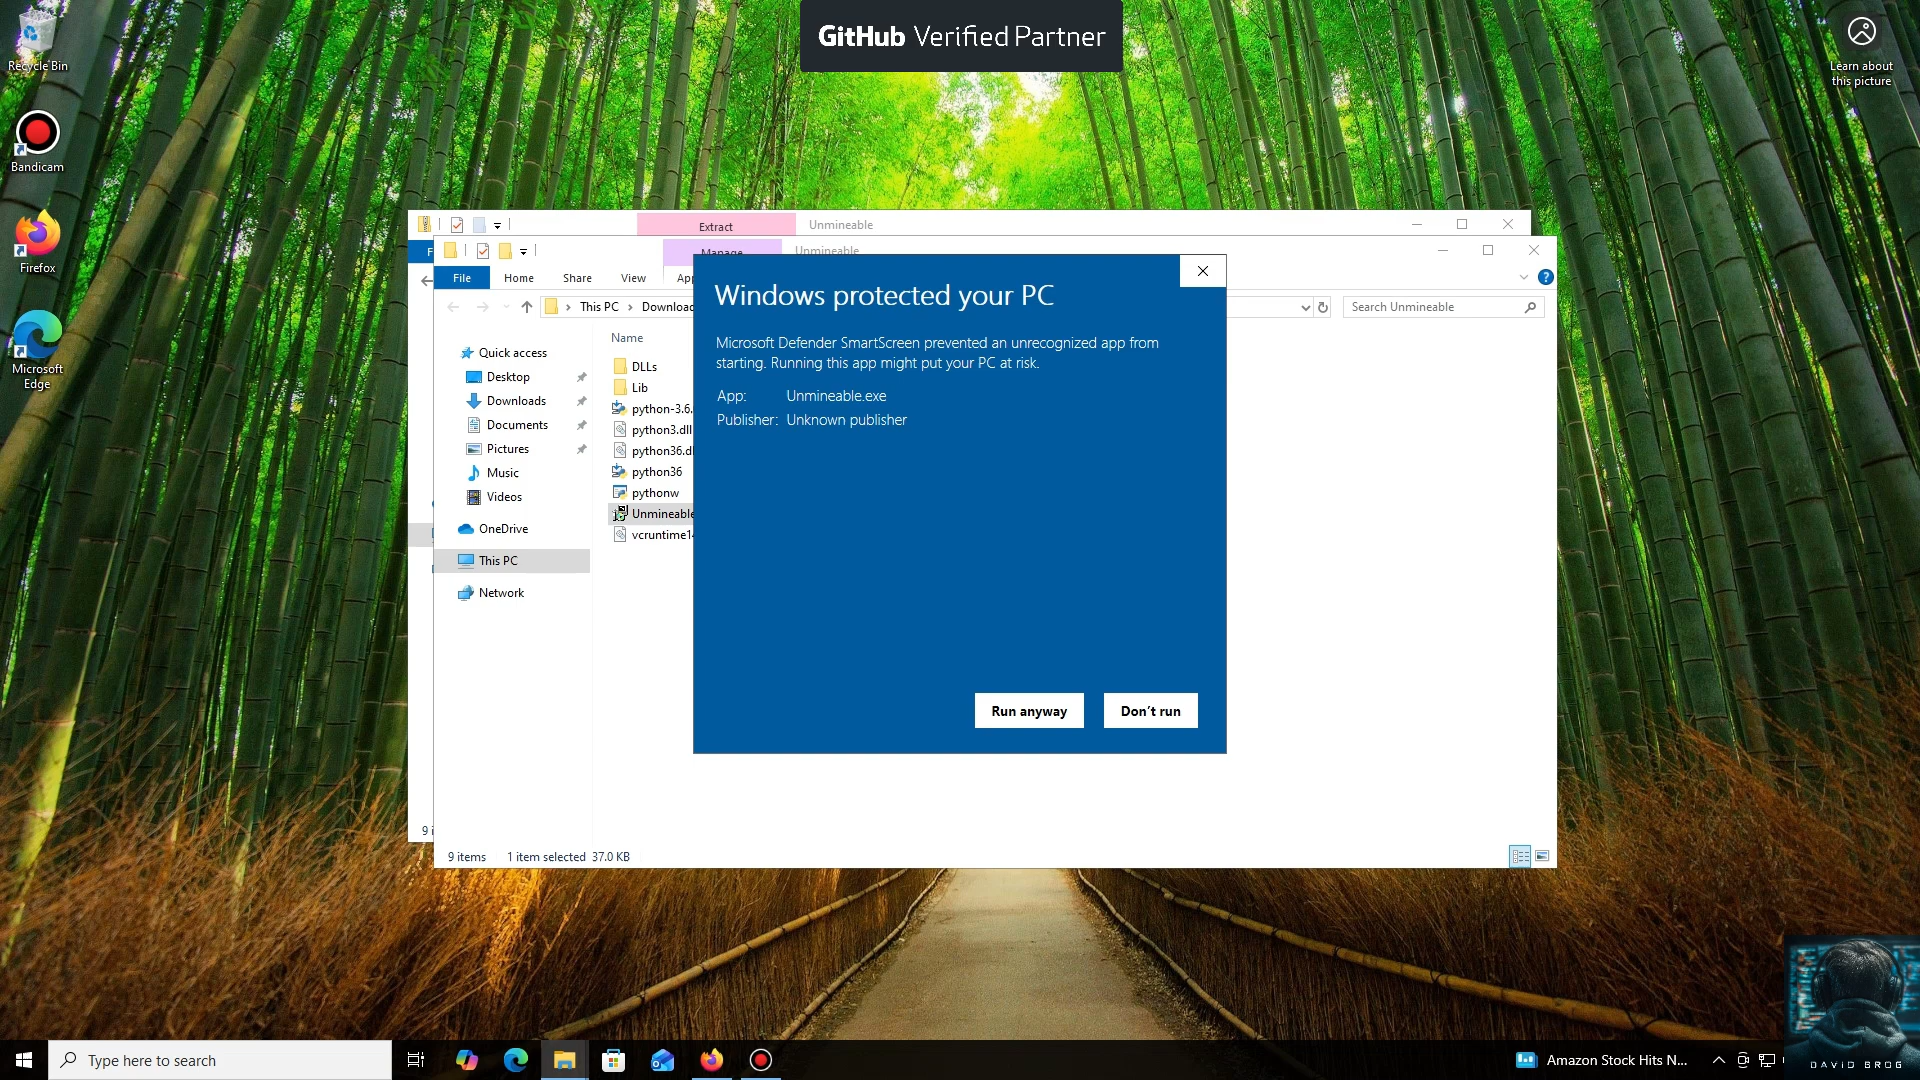 GitHub Verified Partner
Recycle Bin
Bandicam
Firefox
Microsoft
Edge
Learn about
this picture
Extract
Unmineable
Manage
Unmineable
File
Home
Share
View
App
This PC
Downloac
Search Unmineable
Quick access
Desktop
Downloads
Documents
Pictures
Music
Videos
OneDrive
This PC
Network
Name
DLLs
Lib
python-3.6.
python3.dll
python36.dl
python36
pythonw
Unmineable
vcruntime14
9 i
9 items
1 item selected 37.0 KB
Windows protected your PC
Microsoft Defender SmartScreen prevented an unrecognized app from
starting. Running this app might put your PC at risk.
App: Unmineable.exe
Publisher: Unknown publisher
Run anyway
Don't run
Type here to search
Amazon Stock Hits N...
DAVID BROG